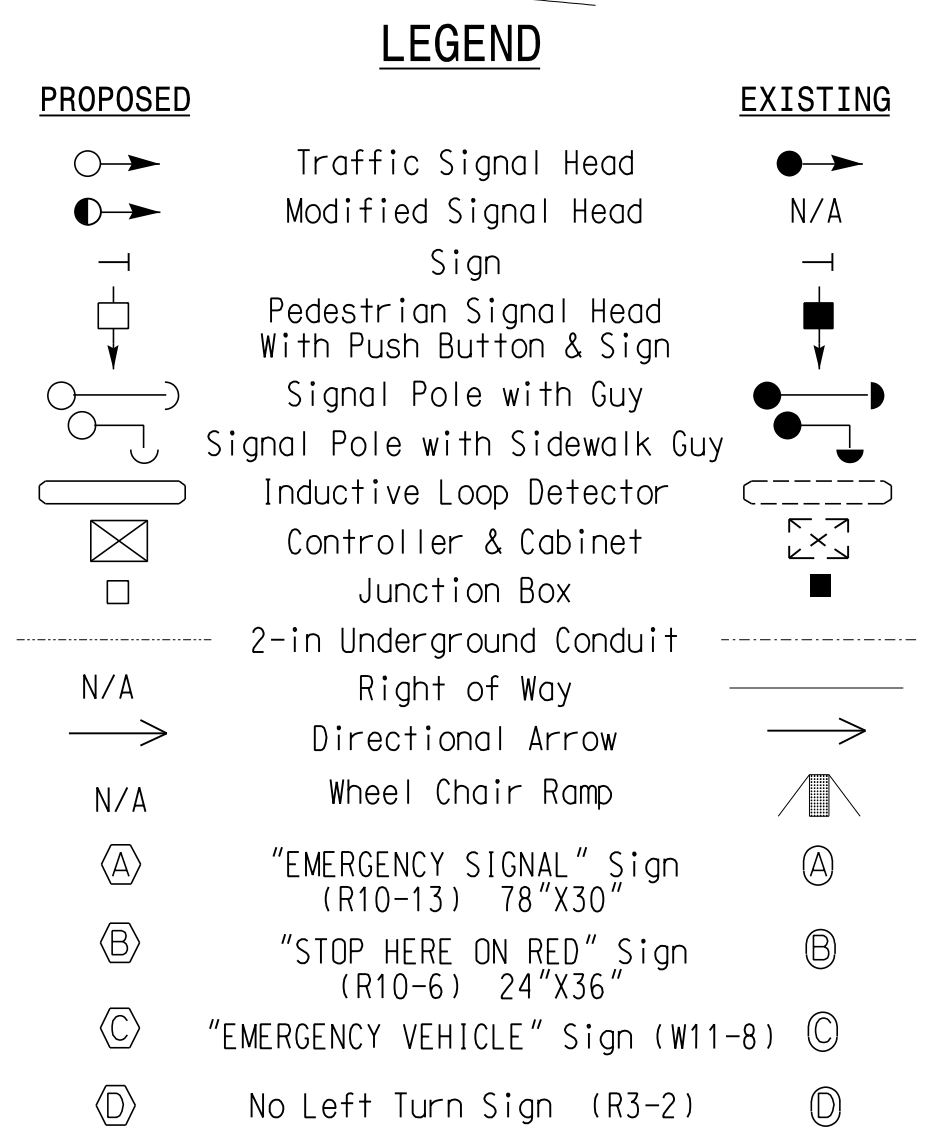 LEGEND
PROPOSED EXISTING
Traffic Signal Head
Modified Signal Head N/A
Sign
Pedestrian Signal Head
With Push Button & Sign
Signal Pole with Guy
Signal Pole with Sidewalk Guy
Inductive Loop Detector
Controller & Cabinet
Junction Box
2-in Underground Conduit
N/A Right of Way
Directional Arrow
N/A Wheel Chair Ramp
A "EMERGENCY SIGNAL" Sign A
(R10-13) 78"X30"
B "STOP HERE ON RED" Sign B
(R10-6) 24"X36"
C "EMERGENCY VEHICLE" Sign (W11-8) C
D No Left Turn Sign (R3-2) D